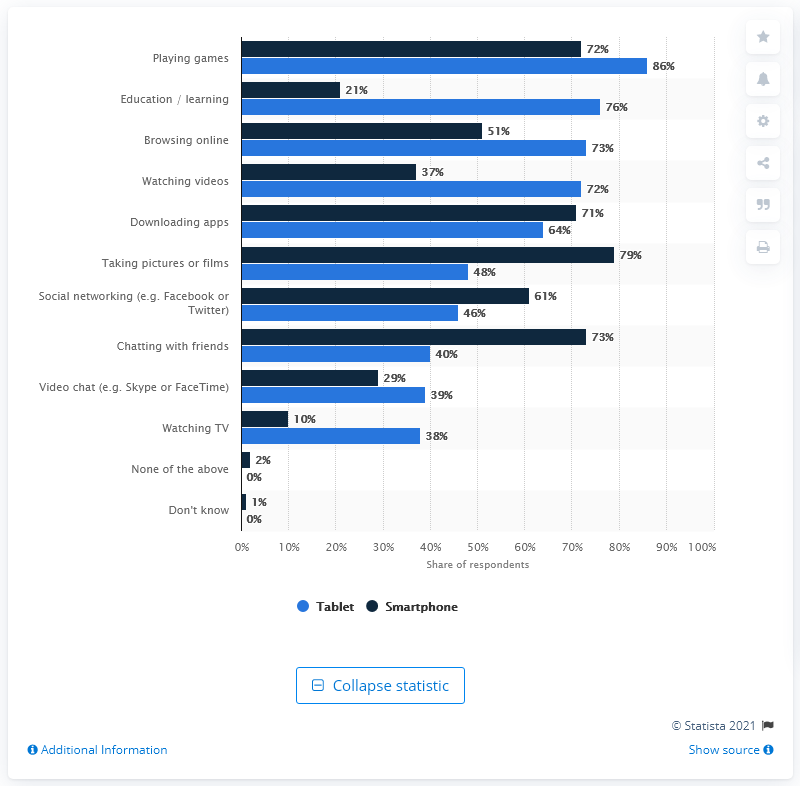 Playing games
72%
86%
Education / learning
21%
76%
Browsing online
51%
73%
Watching videos
37%
72%
Downloading apps
71%
64%
Taking pictures or films
79%
48%
Social networking (e.g. Facebook or
Twitter)
61%
46%
Chatting with friends
73%
40%
Video chat (e.g. Skype or FaceTime)
29%
39%
Watching TV
10%
38%
None of the above
2%
0%
Don't know
1%
0%
0% 10% 20% 30% 40% 50% 60% 70% 80% 90% 100%
Share of respondents
Tablet Smartphone
Collapse statistic
© Statista 2021
Additional Information Show source